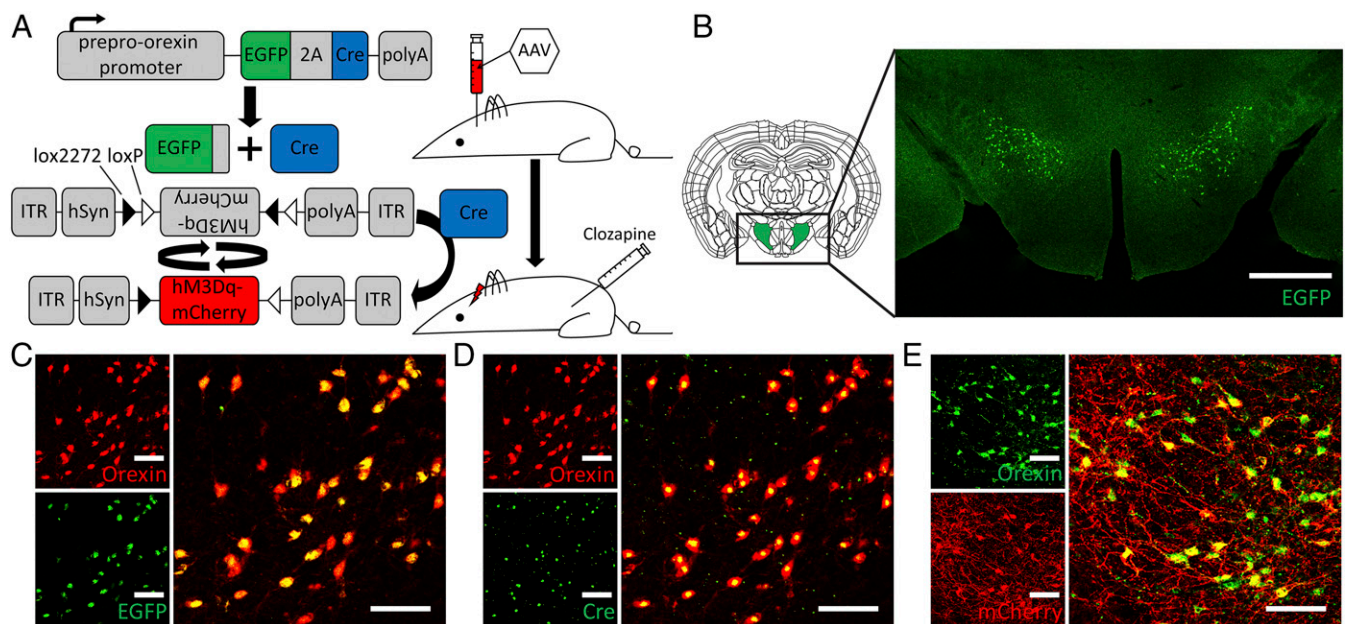 A
prepro-orexin
promoter
EGFP
2A
Cre
polyA
AAV
EGFP
+
Cre
lox2272 loxP
ITR
hSyn
hM3Dq-
mCherry
polyA
ITR
Cre
Clozapine
ITR
hSyn
hM3Dq-
mCherry
polyA
ITR
B
EGFP
C
Orexin
EGFP
D
Orexin
Cre
E
Orexin
mCherry